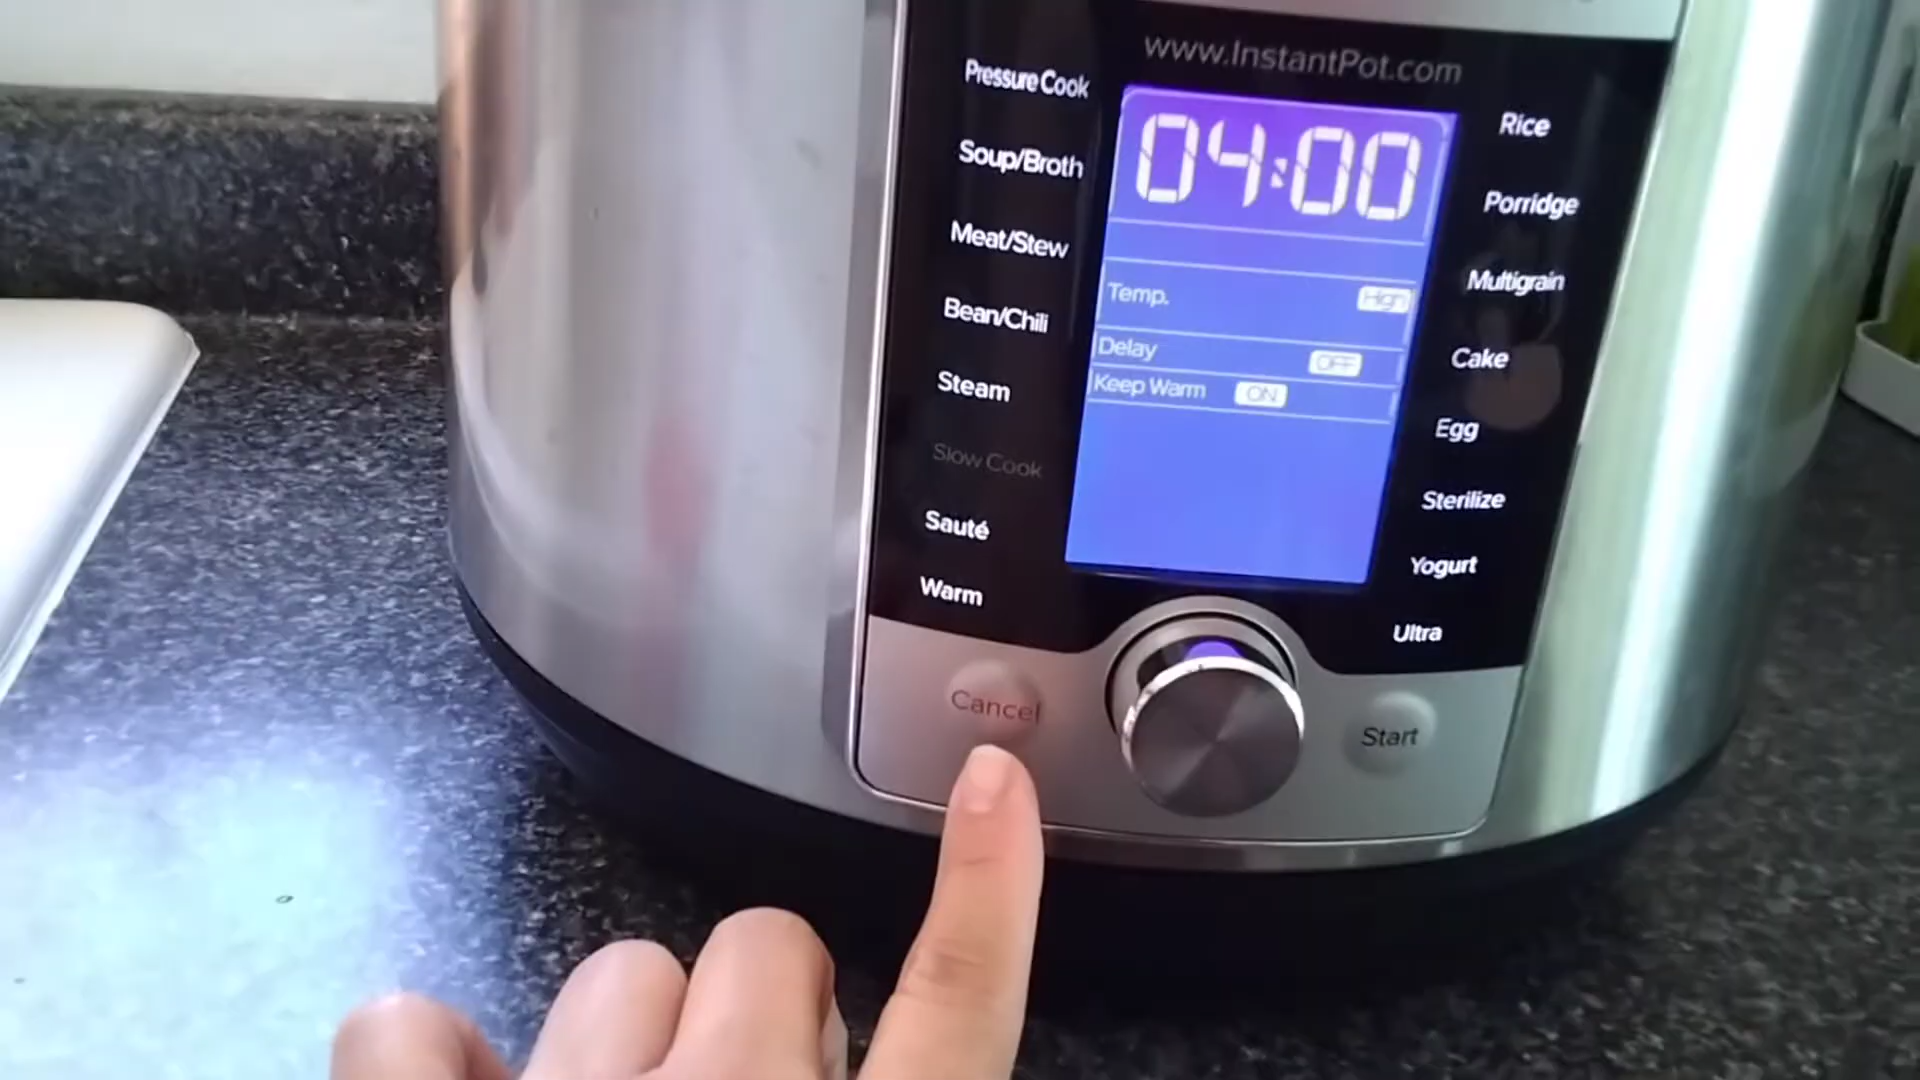 www.InstantPot.com
Pressure Cook
Soup/Broth
Meat/Stew
Bean/Chili
Steam
Slow Cook
Sauté
Warm
04:00
Temp. High
Delay OFF
Keep Warm ON
Rice
Porridge
Multigrain
Cake
Egg
Sterilize
Yogurt
Ultra
Cancel
Start